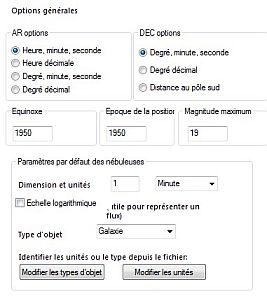 Options générales
AR options
DEC options
Heure, minute, seconde
Heure décimale
Degré, minute, seconde
Degré décimal
Degré, minute, seconde
Degré décimal
Distance au pôle sud
Equinoxe
Epoque de la position
Magnitude maximum
1950
1950
19
Paramètres par défaut des nébuleuses
Dimension et unités
1
Minute
Echelle logarithmique
utile pour représenter un
flux)
Type d'objet
Galaxie
Identifier les unités ou le type depuis le fichier:
Modifier les types d'objet
Modifier les unités